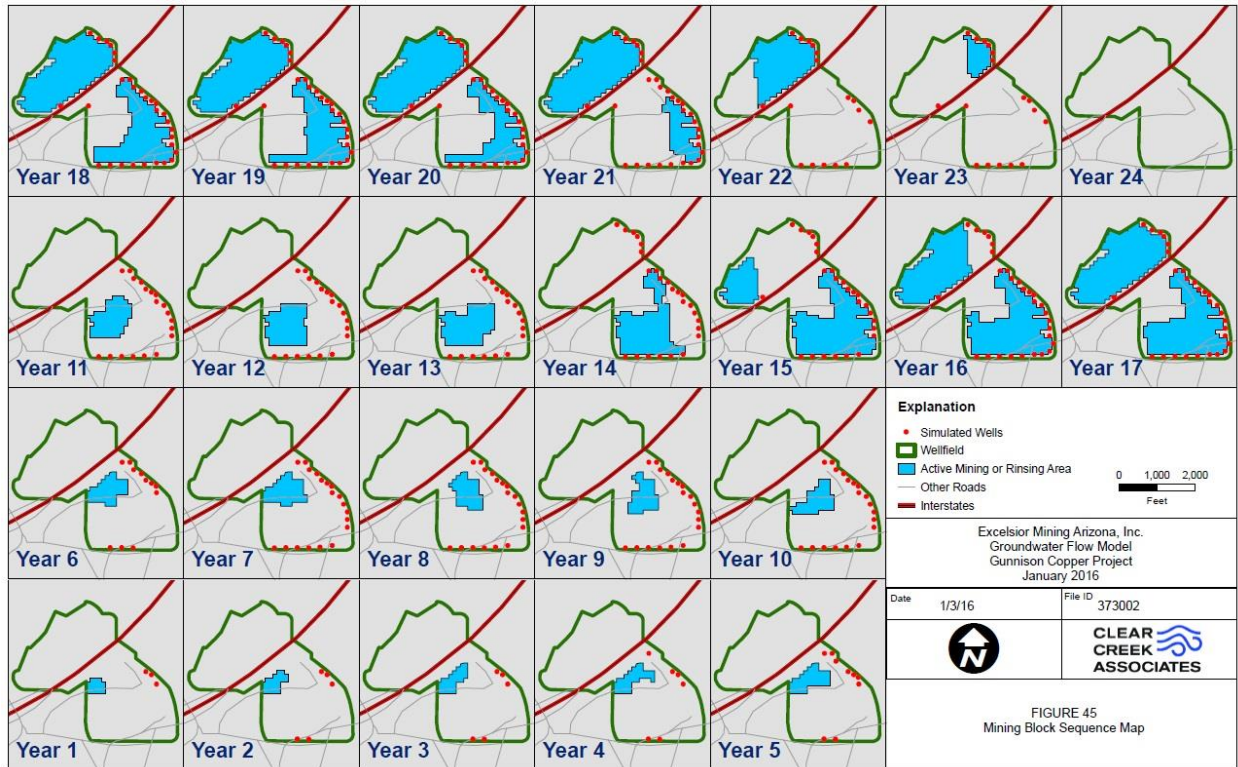 Year 18
Year 19
Year 20
Year 21
Year 22
Year 23
Year 24
Year 11
Year 12
Year 13
Year 14
Year 15
Year 16
Year 17
Year 6
Year 7
Year 8
Year 9
Year 10
Explanation
Simulated Wells
Wellfield
Active Mining or Rinsing Area
Other Roads
Interstates
0 1,000 2,000
Feet
Excelsior Mining Arizona, Inc.
Groundwater Flow Model
Gunnison Copper Project
January 2016
Year 1
Year 2
Year 3
Year 4
Year 5
Date 1/3/16
File ID 373002
N
CLEAR
CREEK
ASSOCIATES
FIGURE 45
Mining Block Sequence Map